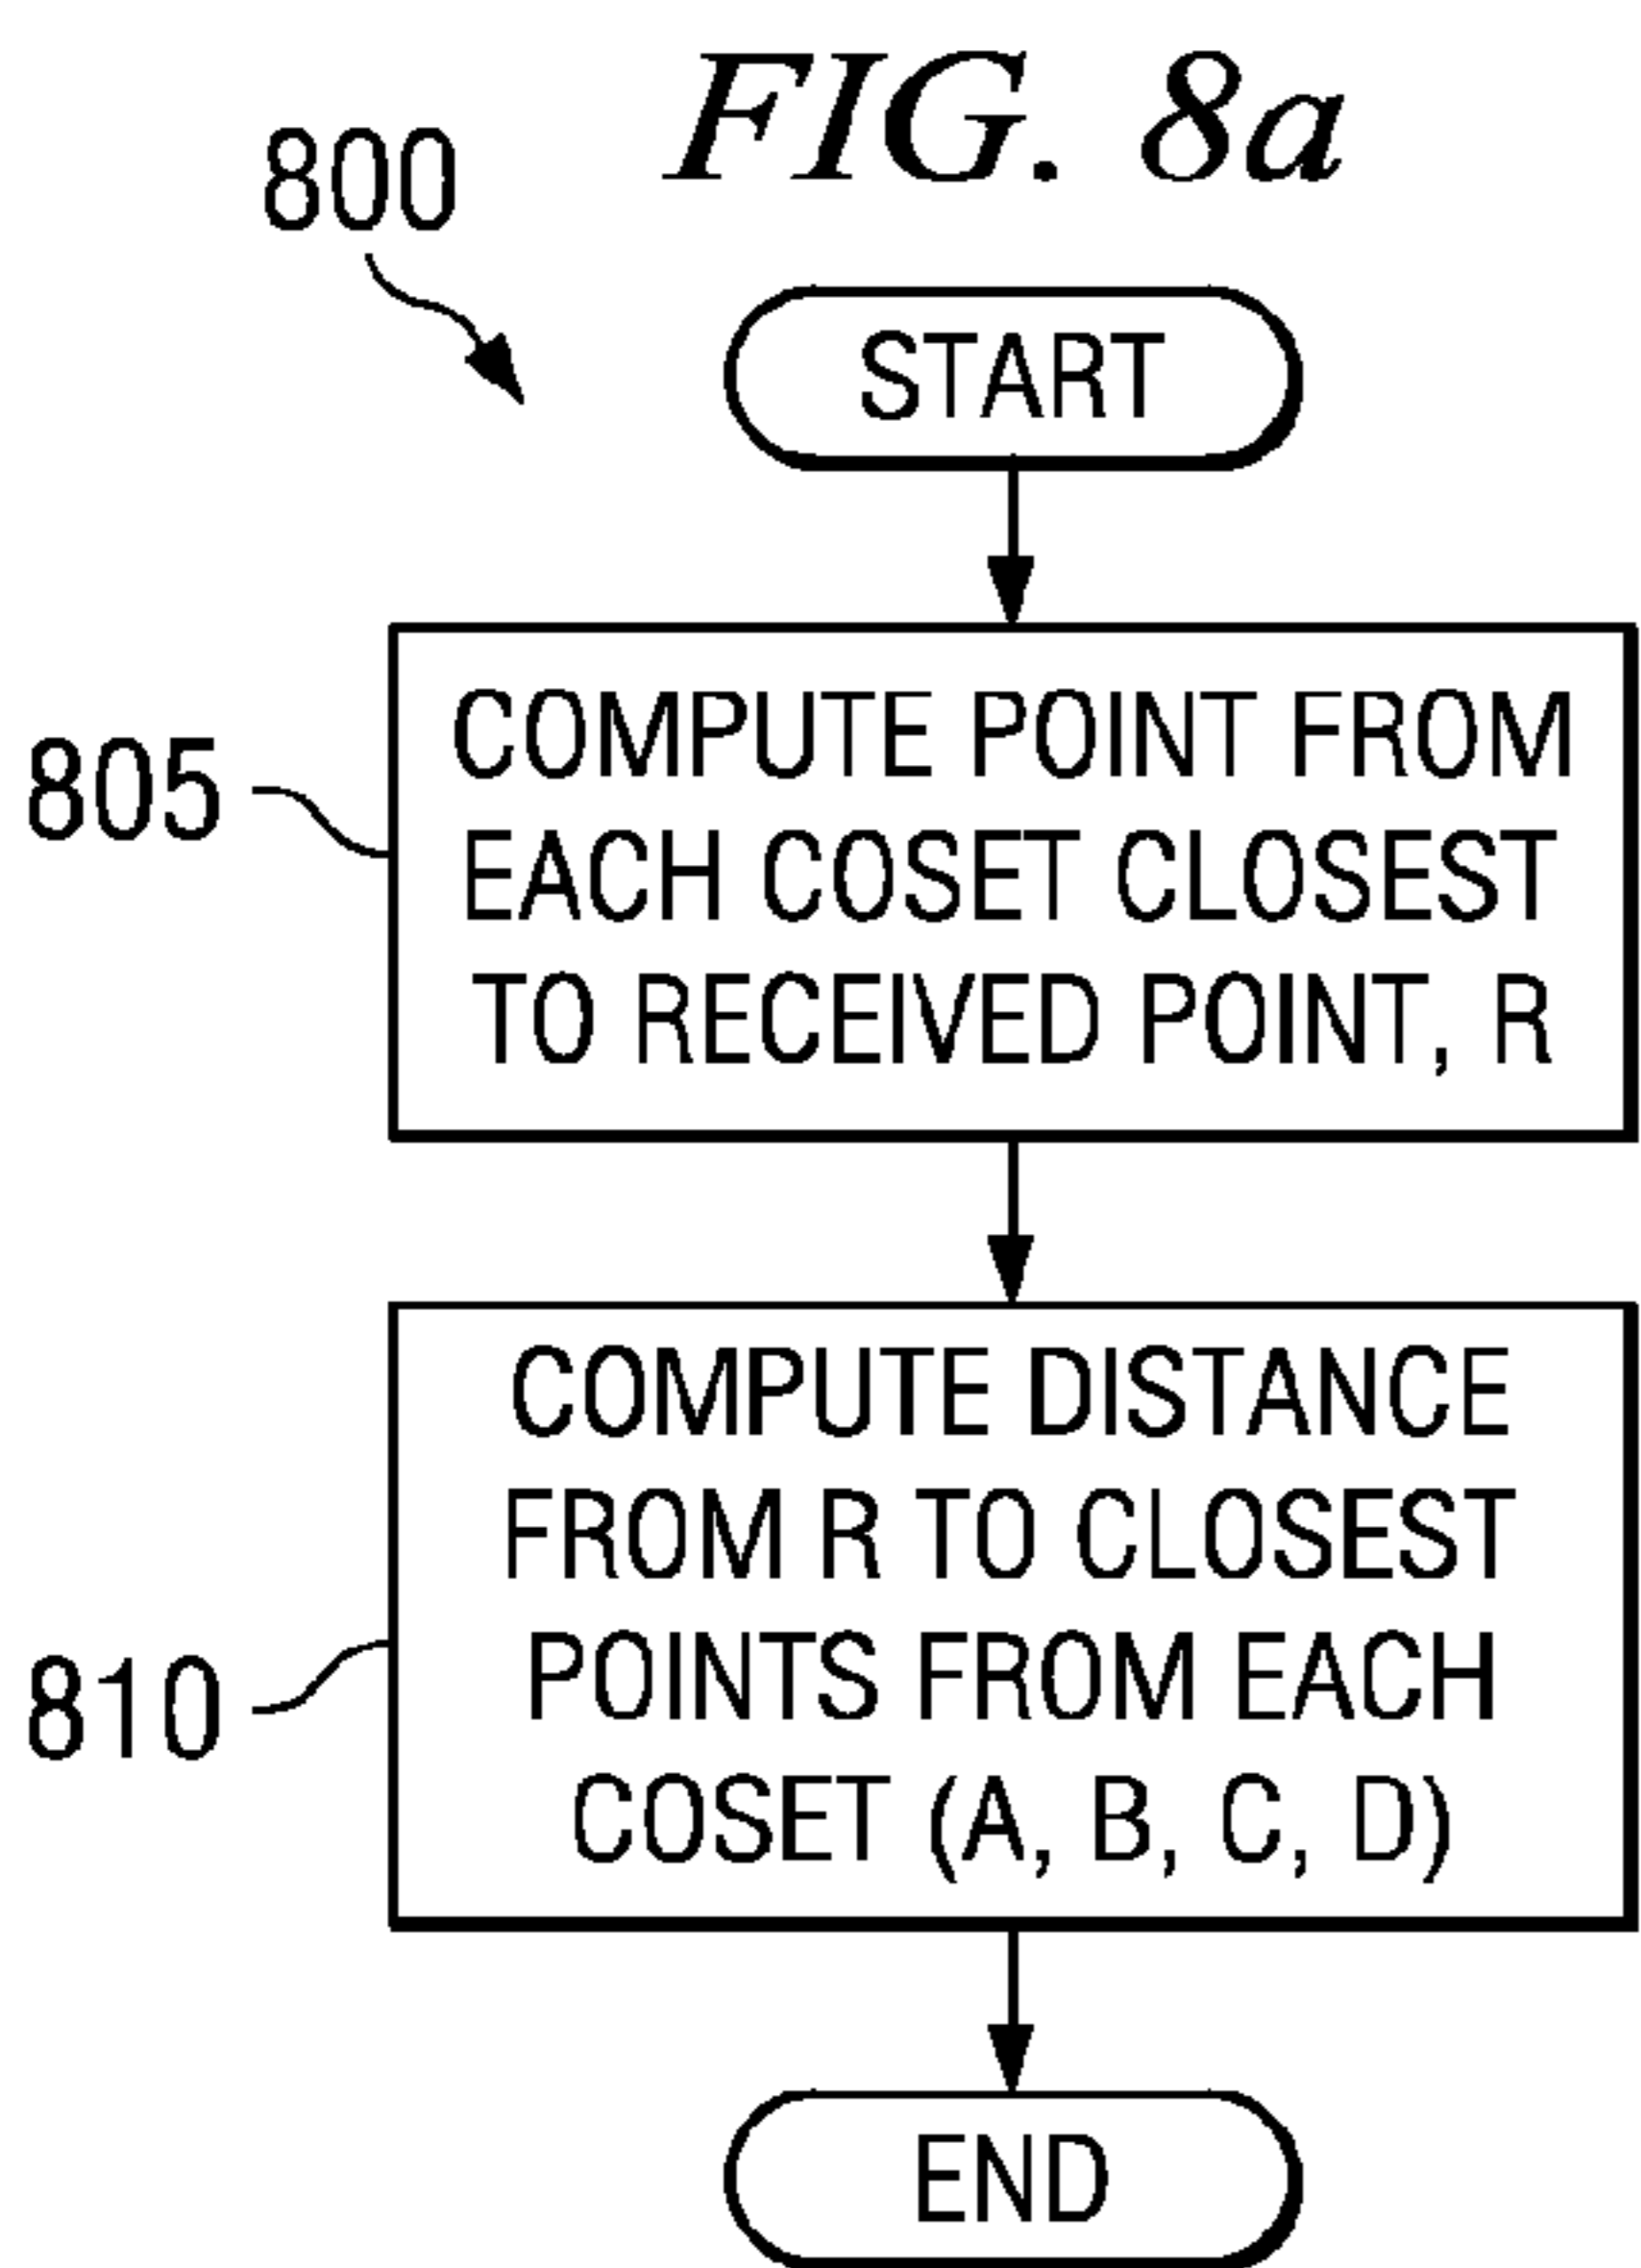 FIG. 8a
800
START
805
COMPUTE POINT FROM
EACH COSET CLOSEST
TO RECEIVED POINT, R
810
COMPUTE DISTANCE
FROM R TO CLOSEST
POINTS FROM EACH
COSET (A, B, C, D)
END